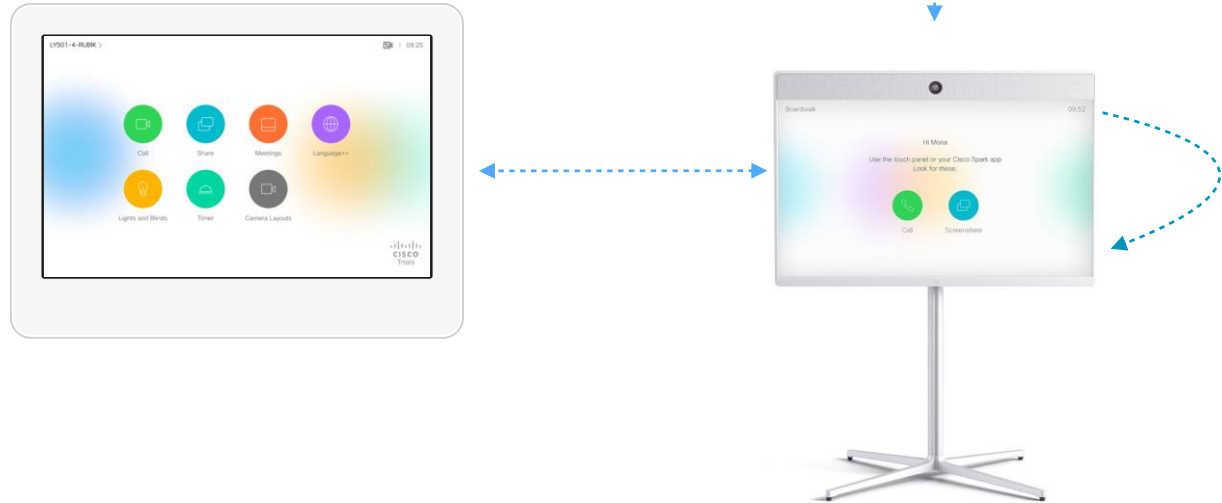 LYS01-4-RUBIK >
09:25
Call
Share
Meetings
Language++
Lights and Blinds
Timer
Camera Layouts
CISCO
Trials
Boardwalk
09:52
Hi Mona
Use the touch panel or your Cisco Spark app
Look for these:
Call
Screenshare